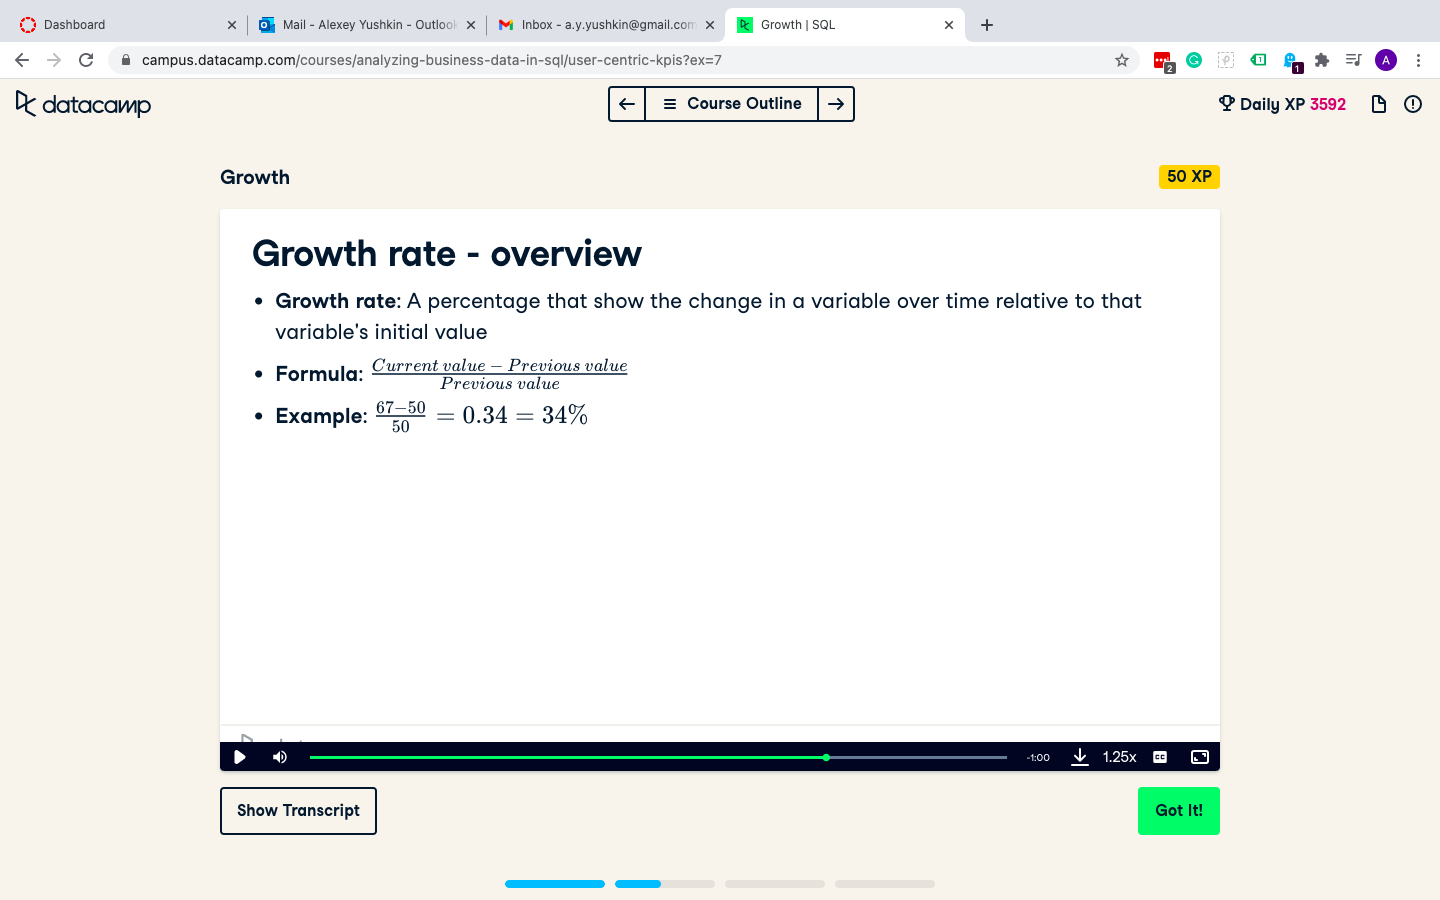 Dashboard
Mail - Alexey Yushkin - Outlook
Inbox - a.y.yushkin@gmail.com
Growth | SQL
campus.datacamp.com/courses/analyzing-business-data-in-sql/user-centric-kpis?ex=7
2
1
1
A
datacamp
Course Outline
Daily XP 3592
Growth
50 XP
Growth rate - overview
• Growth rate: A percentage that show the change in a variable over time relative to that
variable's initial value
• Formula: Current value − Previous value / Previous value
• Example: 67−50 / 50 = 0.34 = 34%
-1:00
1.25x
CC
Show Transcript
Got It!